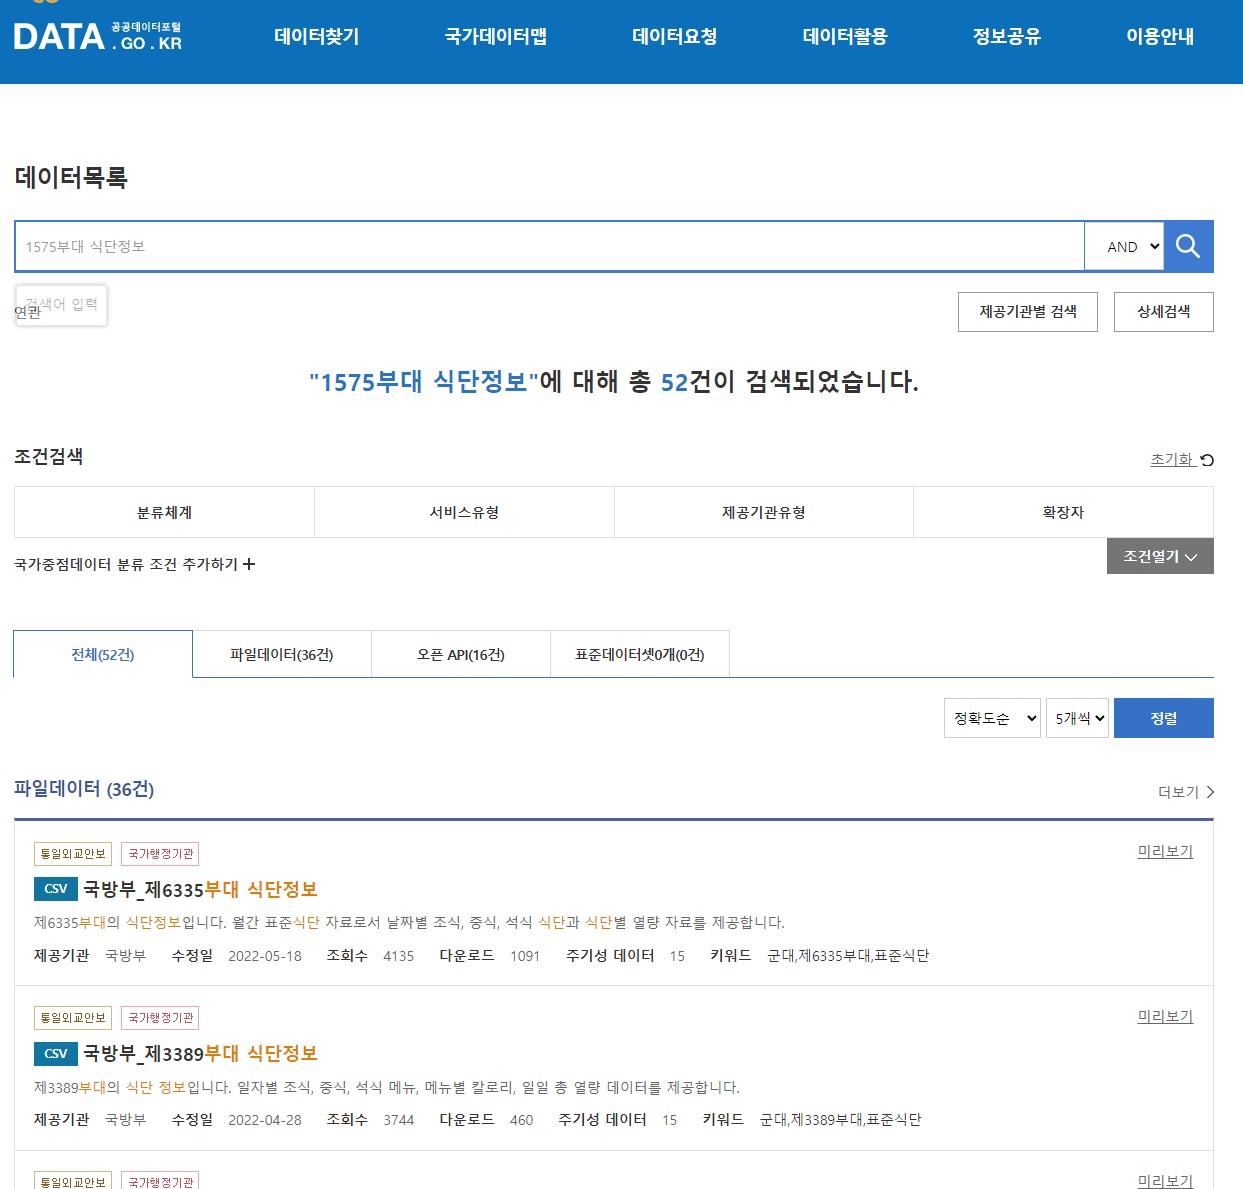 DATA 공공데이터포털 . GO . KR
데이터찾기 국가데이터맵 데이터요청 데이터활용 정보공유 이용안내
데이터목록
1575부대 식단정보 AND
검색어 입력
연관
제공기관별 검색 상세검색
"1575부대 식단정보"에 대해 총 52건이 검색되었습니다.
조건검색 초기화
분류체계 서비스유형 제공기관유형 확장자
국가중점데이터 분류 조건 추가하기 +
조건열기
전체(52건) 파일데이터(36건) 오픈 API(16건) 표준데이터셋0개(0건)
정확도순 5개씩 정렬
파일데이터 (36건) 더보기
통일외교안보 국가행정기관 미리보기
CSV 국방부_제6335부대 식단정보
제6335부대의 식단정보입니다. 월간 표준식단 자료로서 날짜별 조식, 중식, 석식 식단과 식단별 열량 자료를 제공합니다.
제공기관 국방부 수정일 2022-05-18 조회수 4135 다운로드 1091 주기성 데이터 15 키워드 군대,제6335부대,표준식단
통일외교안보 국가행정기관 미리보기
CSV 국방부_제3389부대 식단정보
제3389부대의 식단 정보입니다. 일자별 조식, 중식, 석식 메뉴, 메뉴별 칼로리, 일일 총 열량 데이터를 제공합니다.
제공기관 국방부 수정일 2022-04-28 조회수 3744 다운로드 460 주기성 데이터 15 키워드 군대,제3389부대,표준식단
통일외교안보 국가행정기관 미리보기